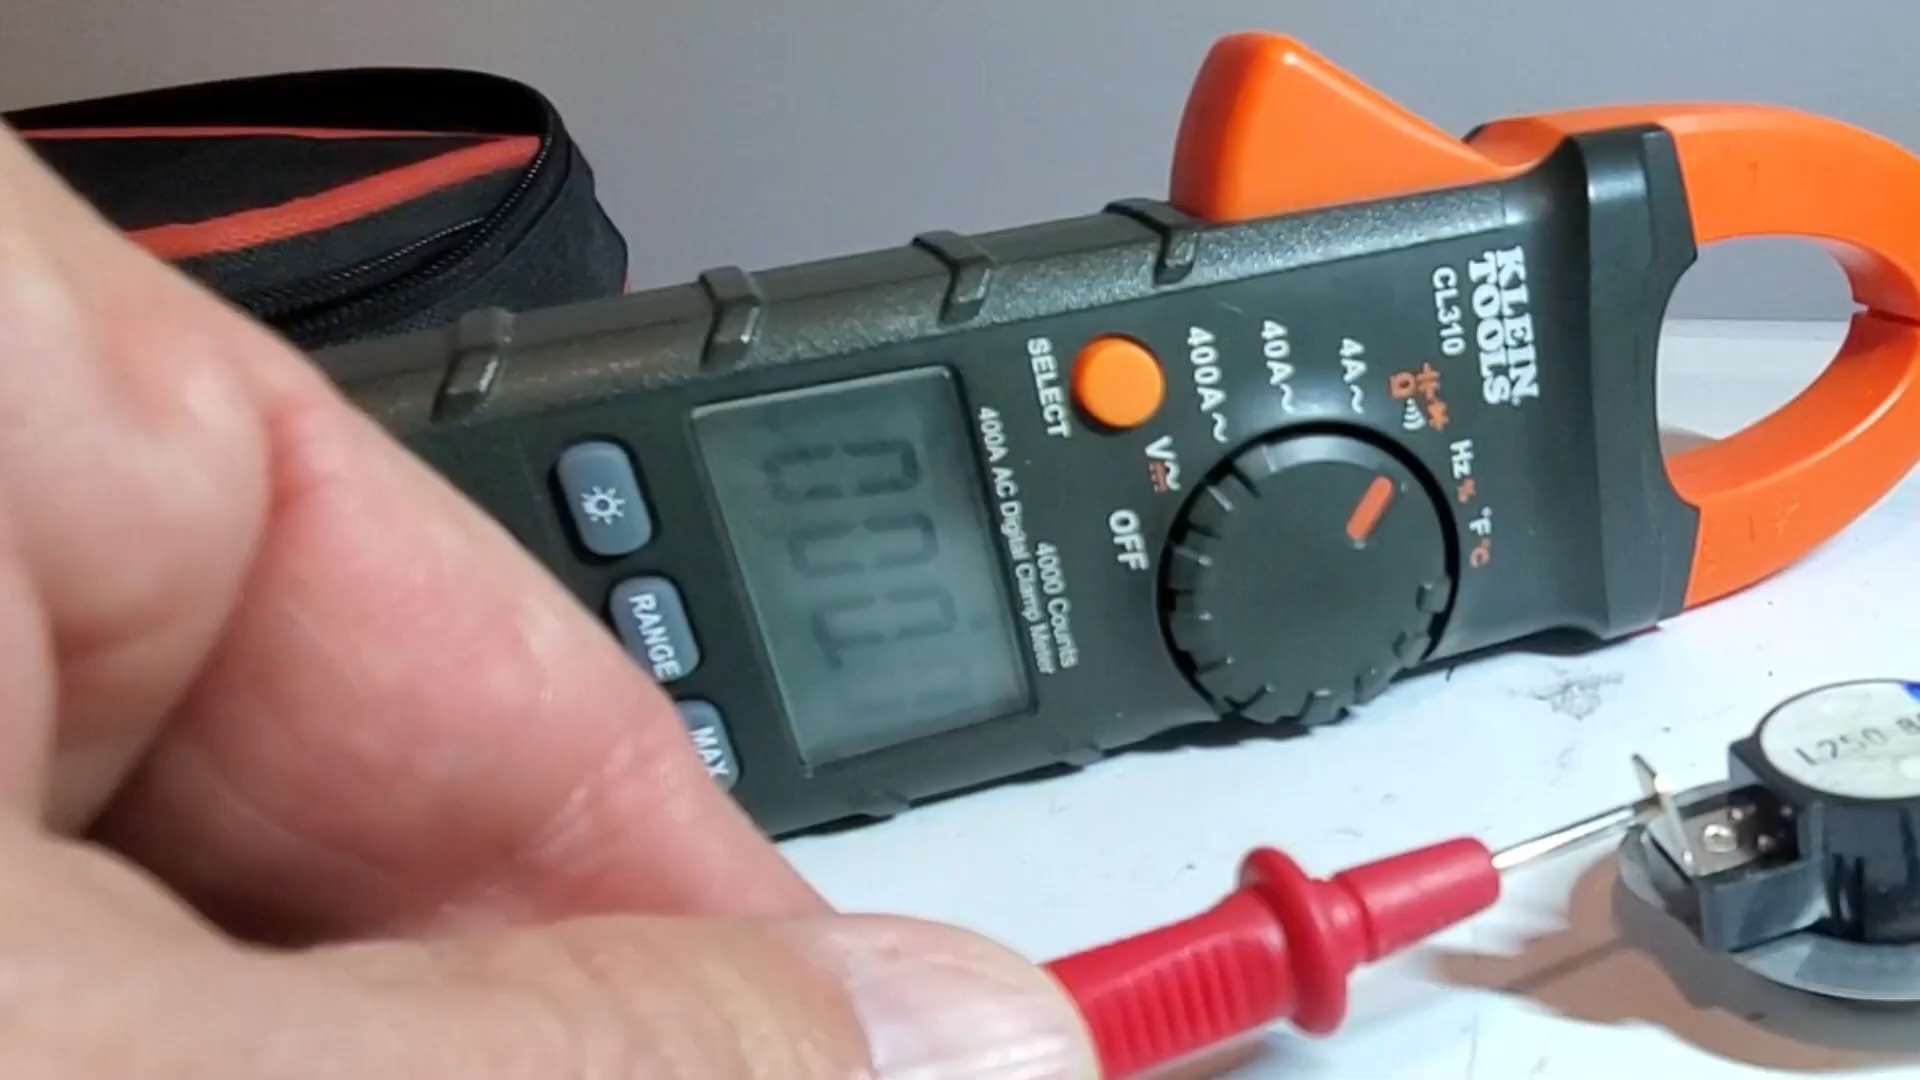 KLEIN
TOOLS
CL310
4A~
40A~
400A~
V~
OFF
Hz %
°F °C
Ω
SELECT
400A AC Digital Clamp Meter
4000 Counts
RANGE
MAX
L250